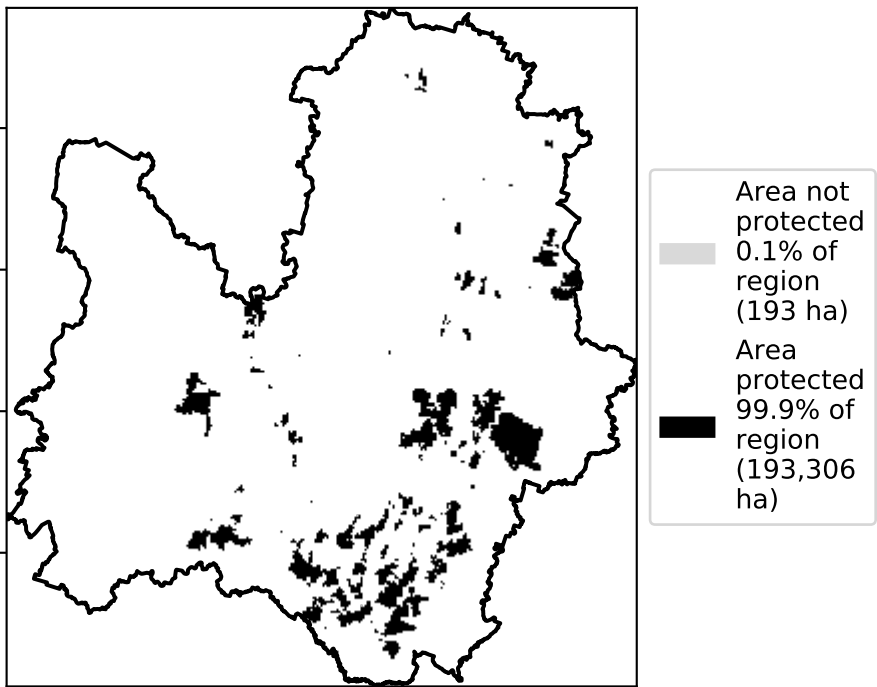 Area not
protected
0.1% of
region
(193 ha)
Area
protected
99.9% of
region
(193,306
ha)